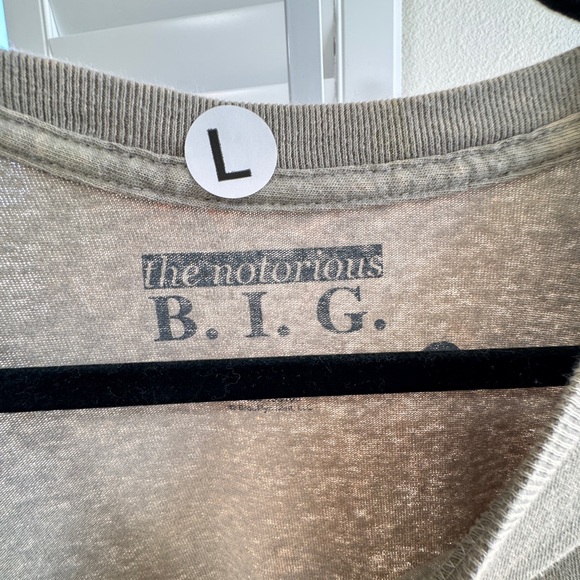 L
the notorious
B. I. G.